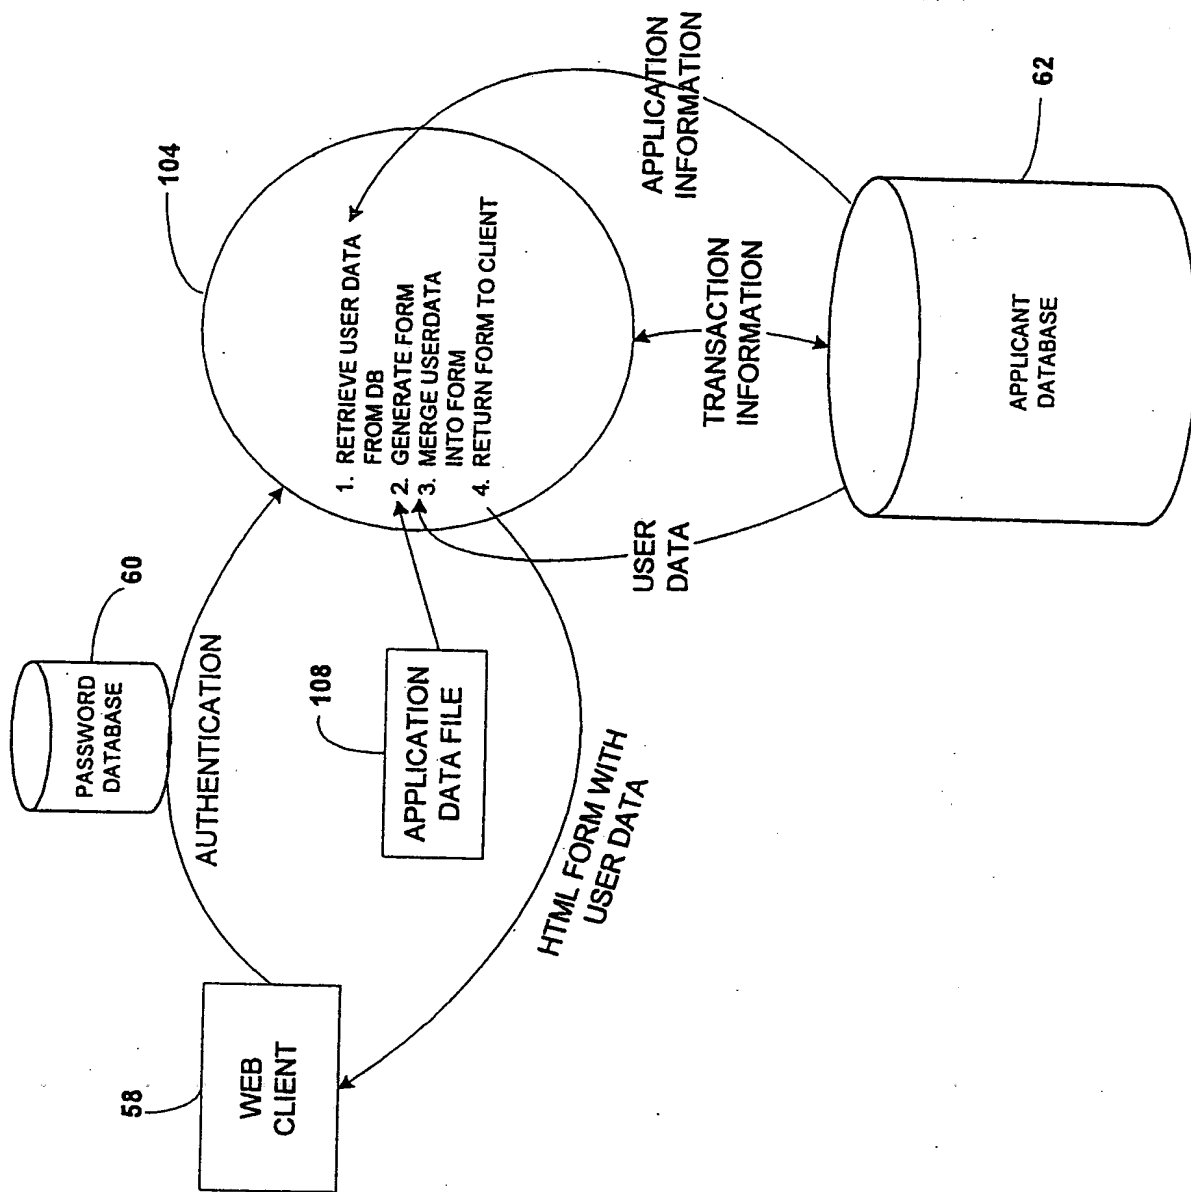 58
WEB
CLIENT
60
PASSWORD
DATABASE
AUTHENTICATION
108
APPLICATION
DATA FILE
HTML FORM WITH
USER DATA
104
1. RETRIEVE USER DATA
FROM DB
2. GENERATE FORM
3. MERGE USERDATA
INTO FORM
4. RETURN FORM TO CLIENT
USER
DATA
TRANSACTION
INFORMATION
APPLICATION
INFORMATION
62
APPLICANT
DATABASE